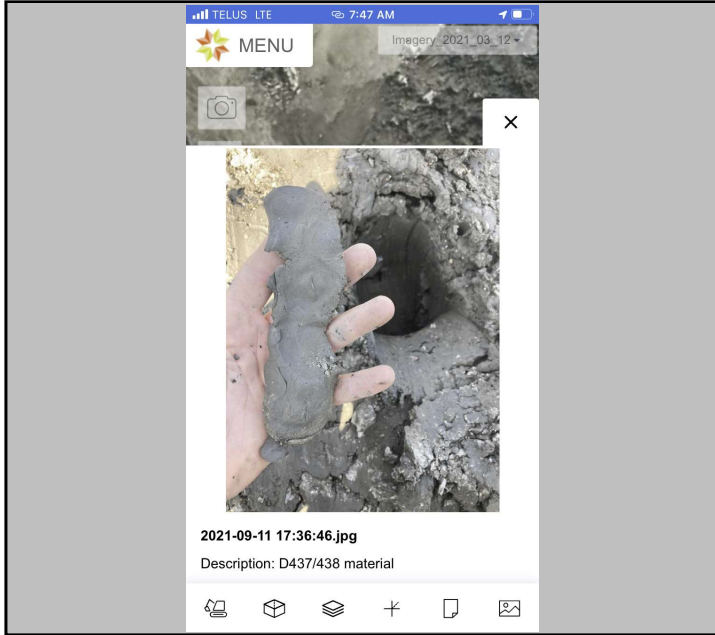 TELUS LTE 7:47 AM
MENU
Imagery 2021_03_12
2021-09-11 17:36:46.jpg
Description: D437/438 material